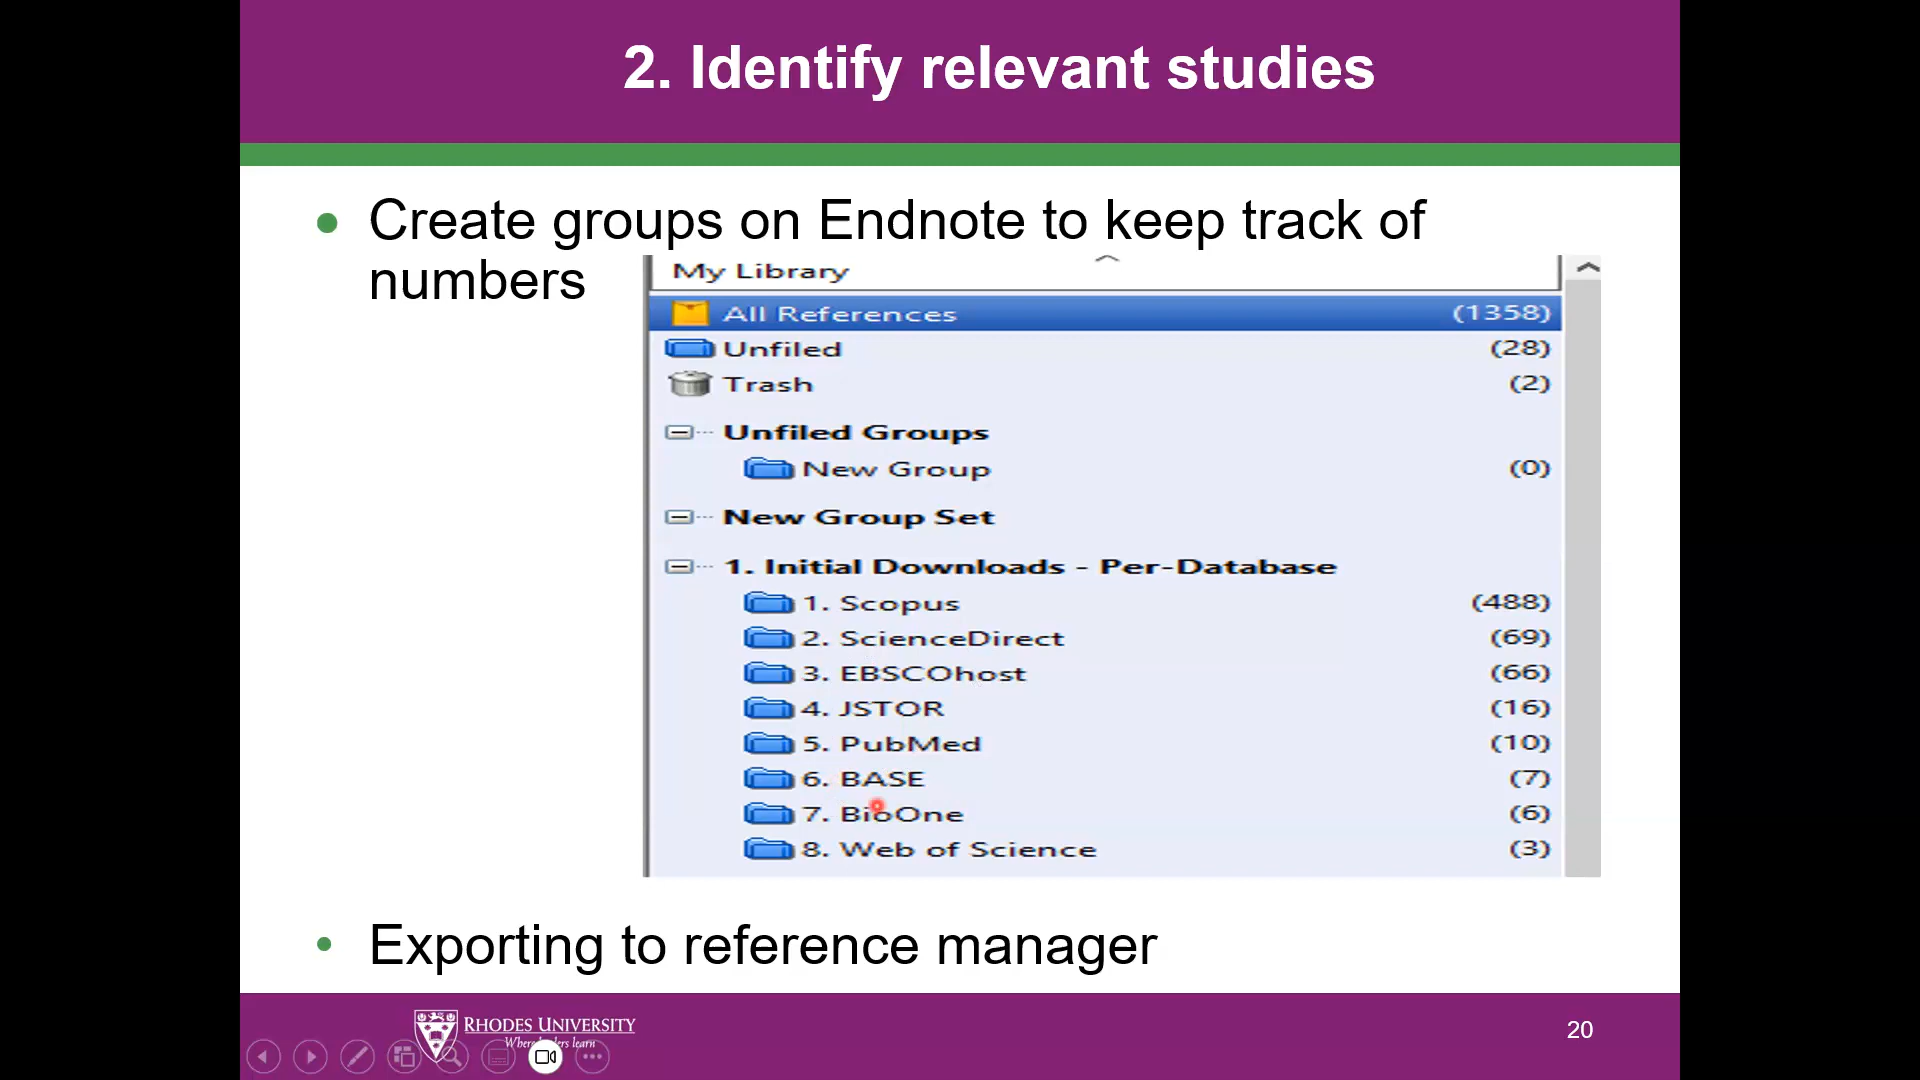 2. Identify relevant studies
• Create groups on Endnote to keep track of
numbers
My Library
All References (1358)
Unfiled (28)
Trash (2)
Unfiled Groups
New Group (0)
New Group Set
1. Initial Downloads - Per-Database
1. Scopus (488)
2. ScienceDirect (69)
3. EBSCOhost (66)
4. JSTOR (16)
5. PubMed (10)
6. BASE (7)
7. BioOne (6)
8. Web of Science (3)
• Exporting to reference manager
RHODES UNIVERSITY
learn
20